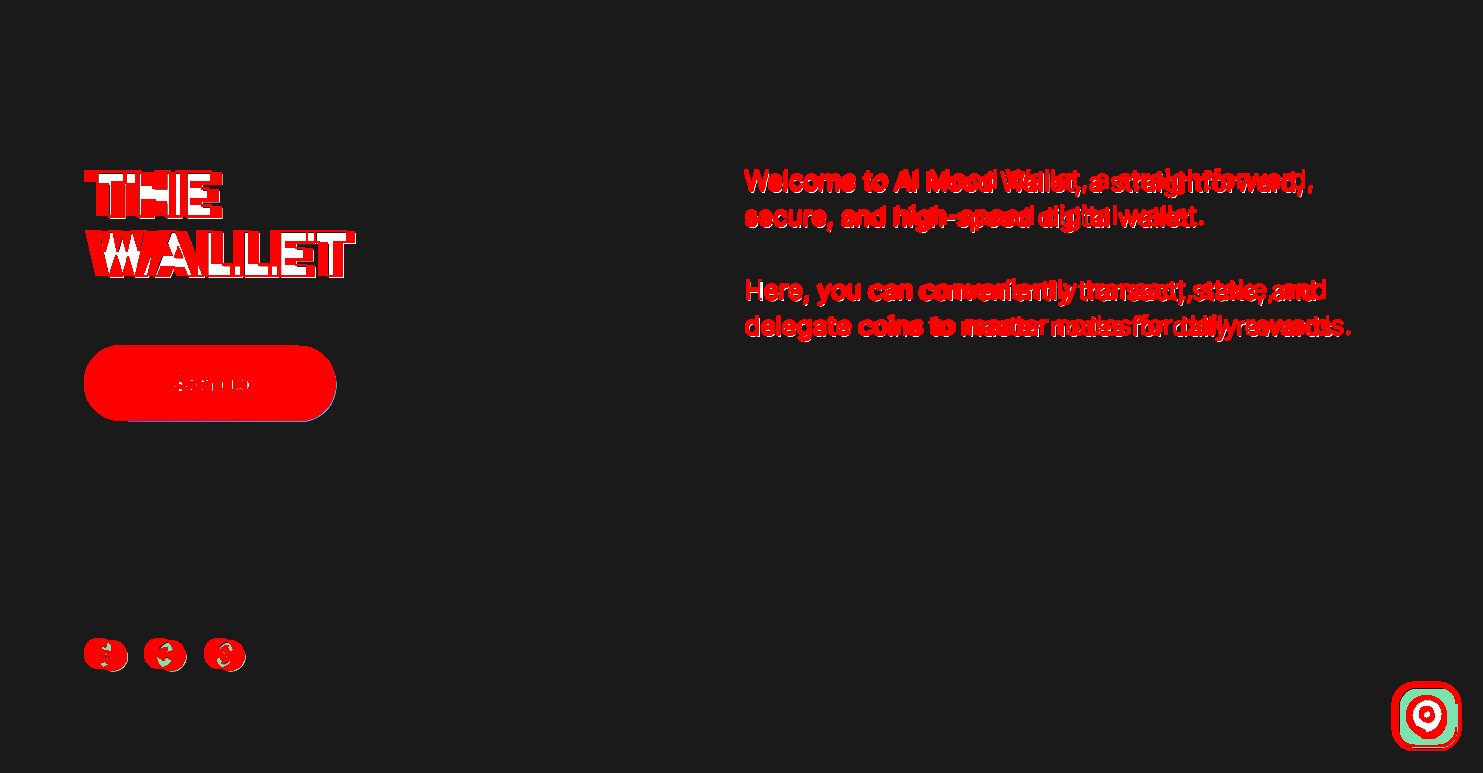 THE
WALLET
Welcome to AI Mood Wallet, a straightforward,
secure, and high-speed digital wallet.
Here, you can conveniently transact, stake, and
delegate coins to master nodes for daily rewards.